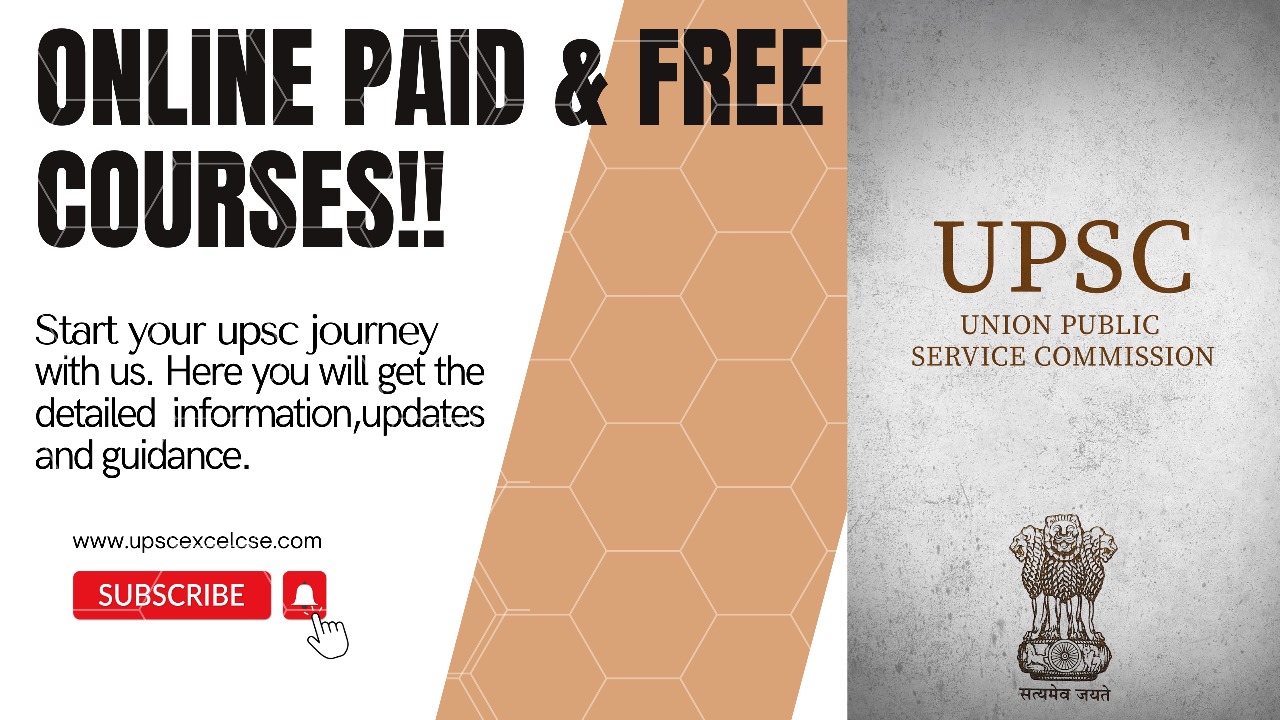 ONLINE PAID & FREE
COURSES!!
Start your upsc journey
with us. Here you will get the
detailed information,updates
and guidance.
www.upscexcelcse.com
SUBSCRIBE
UPSC
UNION PUBLIC
SERVICE COMMISSION
सत्यमेव जयते